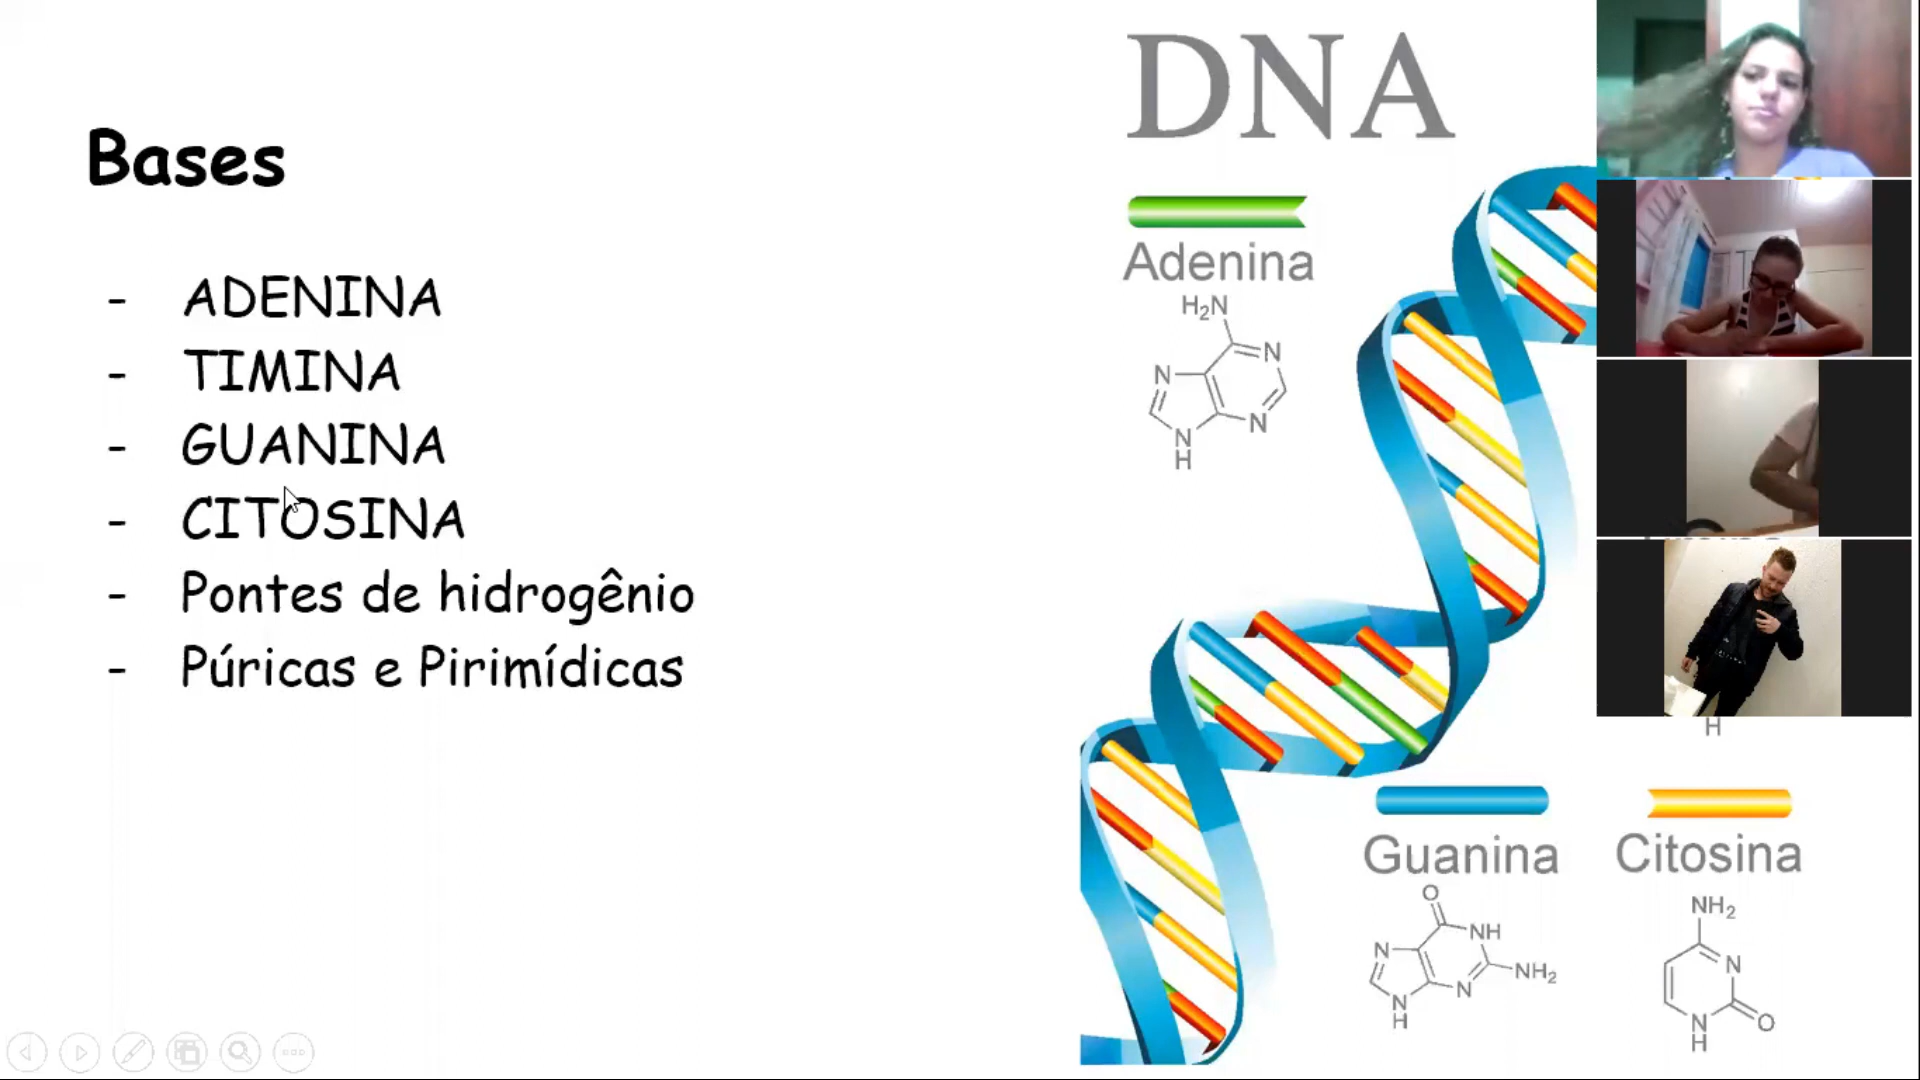 Bases
- ADENINA
- TIMINA
- GUANINA
- CITOSINA
- Pontes de hidrogênio
- Púricas e Pirimídicas
DNA
Adenina
H₂N
N
N
N
N
H
H
Guanina
O
N
NH
NH₂
N
N
H
Citosina
NH₂
N
O
N
H